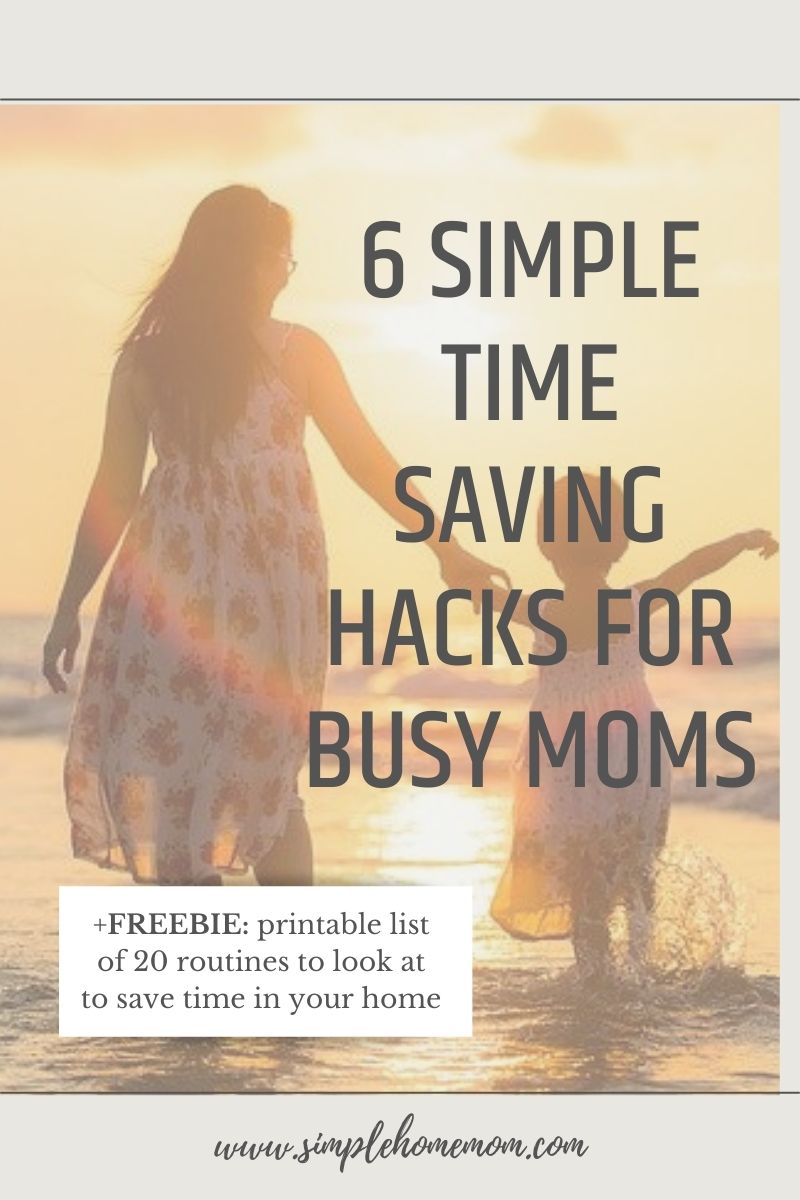 6 SIMPLE
TIME
SAVING
HACKS FOR
BUSY MOMS
+FREEBIE: printable list
of 20 routines to look at
to save time in your home
www.simplehomemom.com